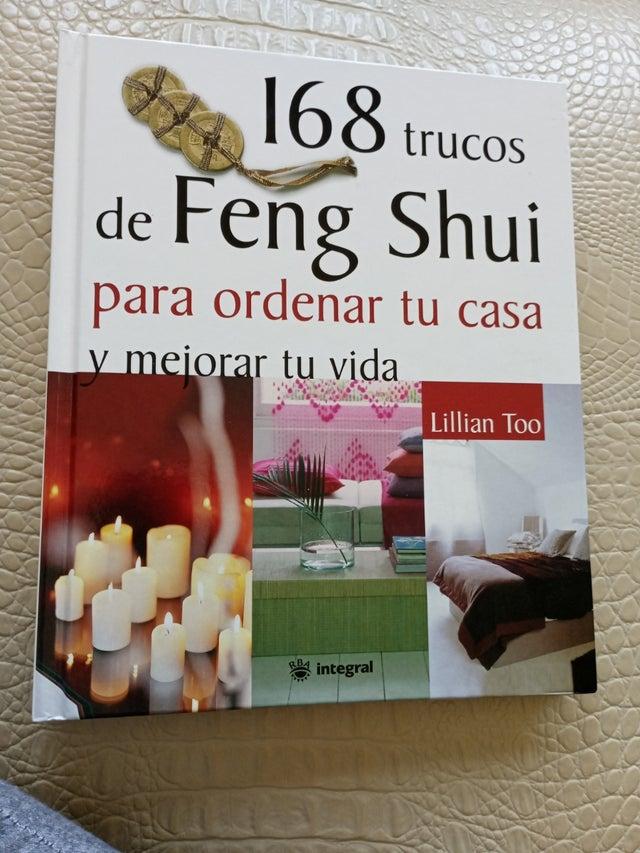 168 trucos
de Feng Shui
para ordenar tu casa
y mejorar tu vida
Lillian Too
RBA integral